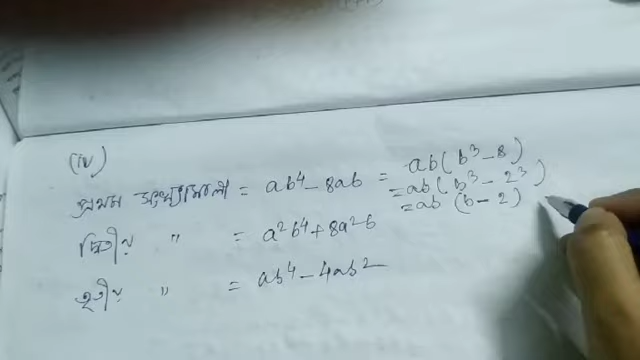 (iv)
প্রথম সংখ্যামালা = ab⁴ - 8ab = ab(b³ - 8)
= ab(b³ - 2³)
= ab (b - 2)
দ্বিতীয় " = a²b⁴ + 8a²b
তৃতীয় " = ab⁴ - 4ab²